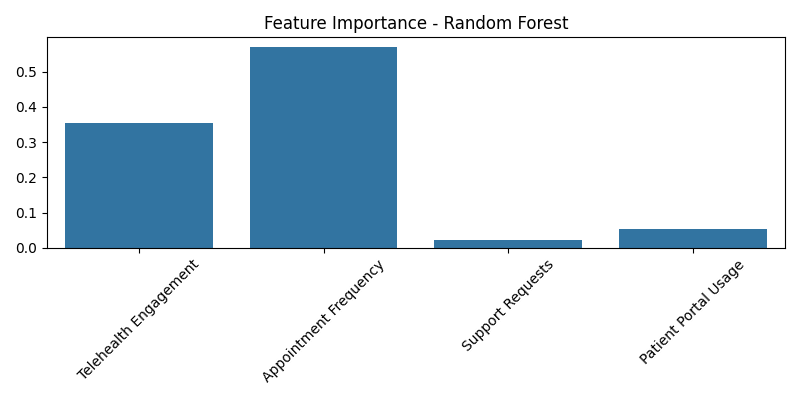 Feature Importance - Random Forest
0.5
0.4
0.3
0.2
0.1
0.0
Telehealth Engagement
Appointment Frequency
Support Requests
Patient Portal Usage